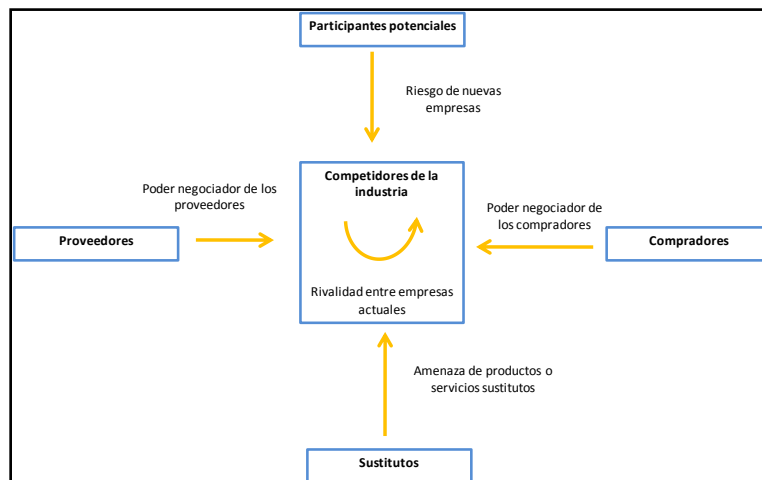 Participantes potenciales
Riesgo de nuevas
empresas
Competidores de la
industria
Poder negociador de los
proveedores
Poder negociador de
los compradores
Proveedores
Compradores
Rivalidad entre empresas
actuales
Amenaza de productos o
servicios sustitutos
Sustitutos